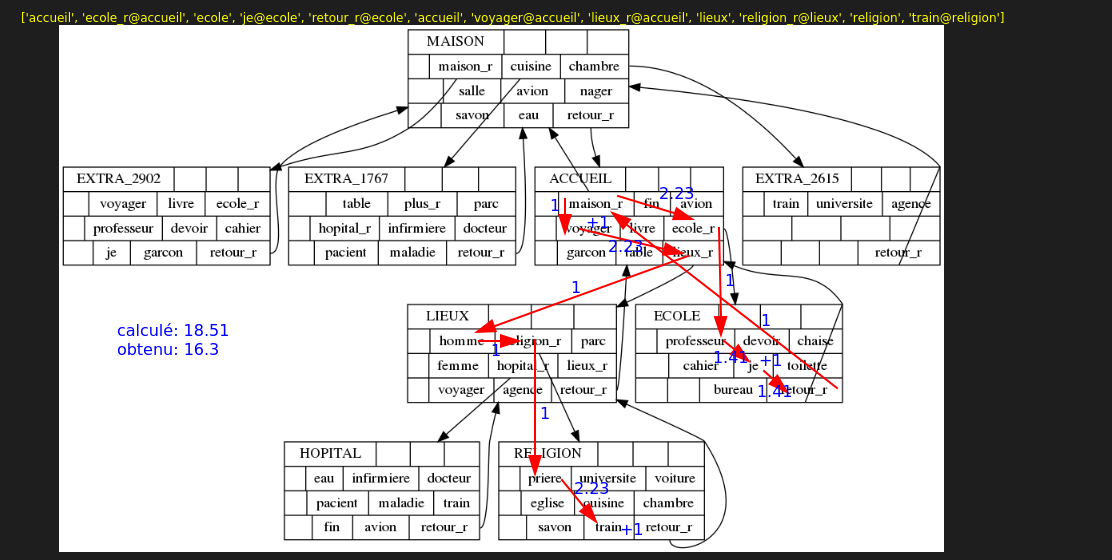 ['accueil', 'ecole_r@accueil', 'ecole', 'je@ecole', 'retour_r@ecole', 'accueil', 'voyager@accueil', 'lieux_r@accueil', 'lieux', 'religion_r@lieux', 'religion', 'train@religion']
MAISON
maison_r cuisine chambre
salle avion nager
savon eau retour_r
EXTRA_2902
voyager livre ecole_r
professeur devoir cahier
je garcon retour_r
EXTRA_1767
table plus_r parc
hopital_r infirmiere docteur
pacient maladie retour_r
ACCUEIL
maison_r fin avion
voyager livre ecole_r
garcon table lieux_r
EXTRA_2615
train universite agence
retour_r
1
2.23
+1
2.23
1
1
1
calculé: 18.51
obtenu: 16.3
LIEUX
homme religion_r parc
femme hopital_r lieux_r
voyager agence retour_r
1
ECOLE
professeur devoir chaise
cahier je toilette
bureau retour_r
1.41
+1
1.41
1
HOPITAL
eau infirmiere docteur
pacient maladie train
fin avion retour_r
RELIGION
priere universite voiture
eglise cuisine chambre
savon train retour_r
2.23
+1